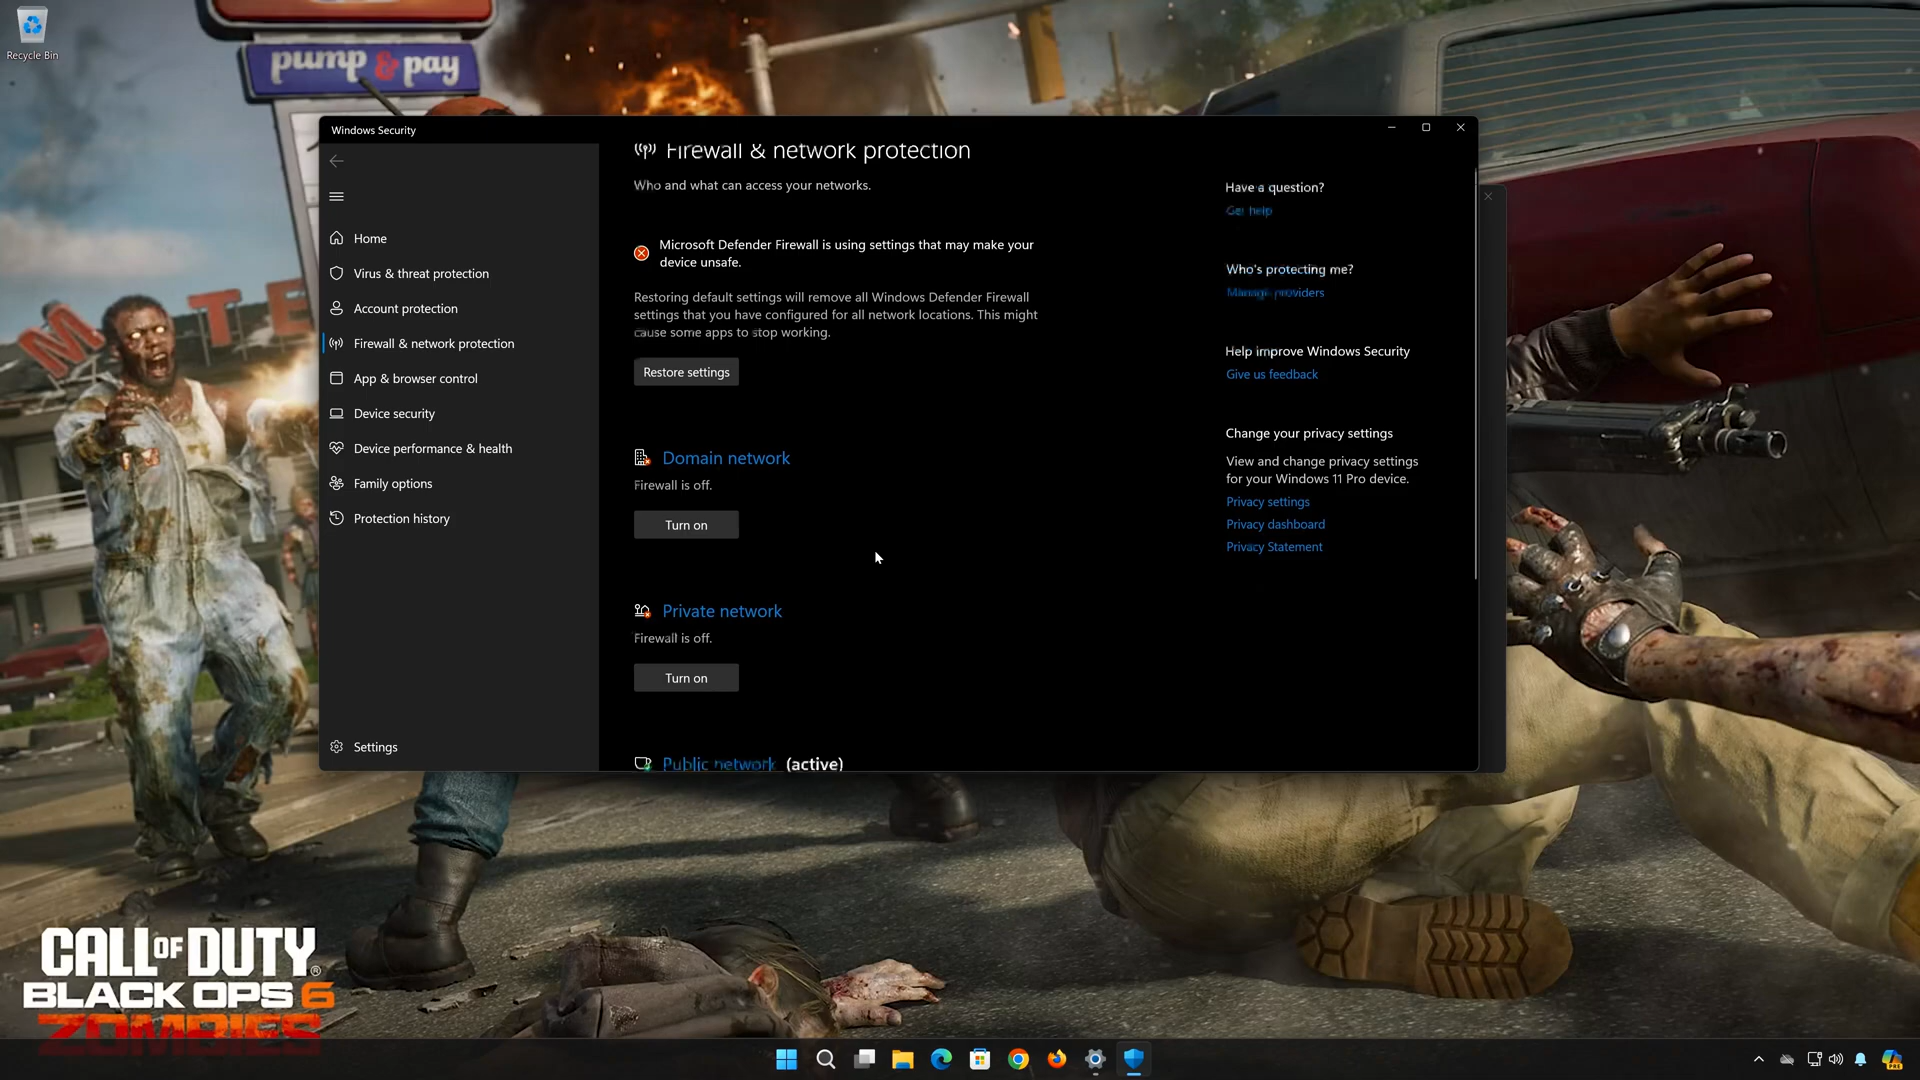 Recycle Bin
pump & pay
Windows Security
Firewall & network protection
Who and what can access your networks.
Have a question?
Get help
Home
Microsoft Defender Firewall is using settings that may make your
device unsafe.
Virus & threat protection
Who's protecting me?
Manage providers
Restoring default settings will remove all Windows Defender Firewall
settings that you have configured for all network locations. This might
cause some apps to stop working.
Account protection
Firewall & network protection
Help improve Windows Security
Give us feedback
Restore settings
App & browser control
Device security
Change your privacy settings
View and change privacy settings
for your Windows 11 Pro device.
Privacy settings
Privacy dashboard
Privacy Statement
Device performance & health
Family options
Protection history
Domain network
Firewall is off.
Turn on
Private network
Firewall is off.
Turn on
Settings
Public network (active)
CALL OF DUTY®
BLACK OPS 6
ZOMBIES
PRE